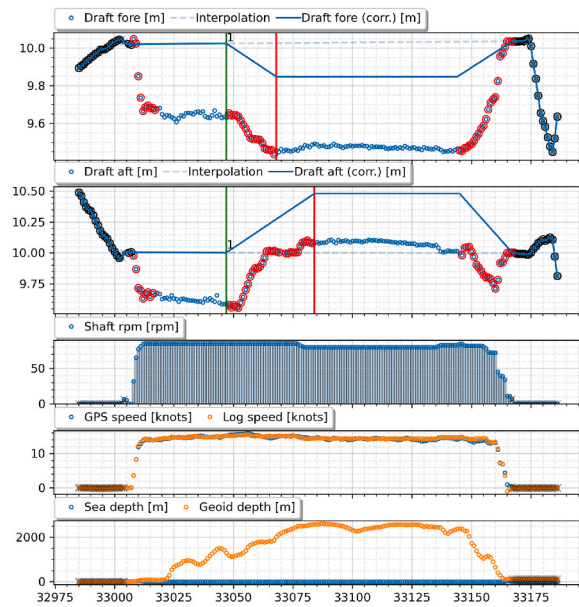 Draft fore [m] Interpolation Draft fore (corr.) [m]
10.0
1
9.8
9.6
Draft aft [m] Interpolation Draft aft (corr.) [m]
10.50
10.25
1
10.00
9.75
Shaft rpm [rpm]
50
0
GPS speed [knots] Log speed [knots]
10
0
Sea depth [m] Geoid depth [m]
2000
0
32975 33000 33025 33050 33075 33100 33125 33150 33175 33200